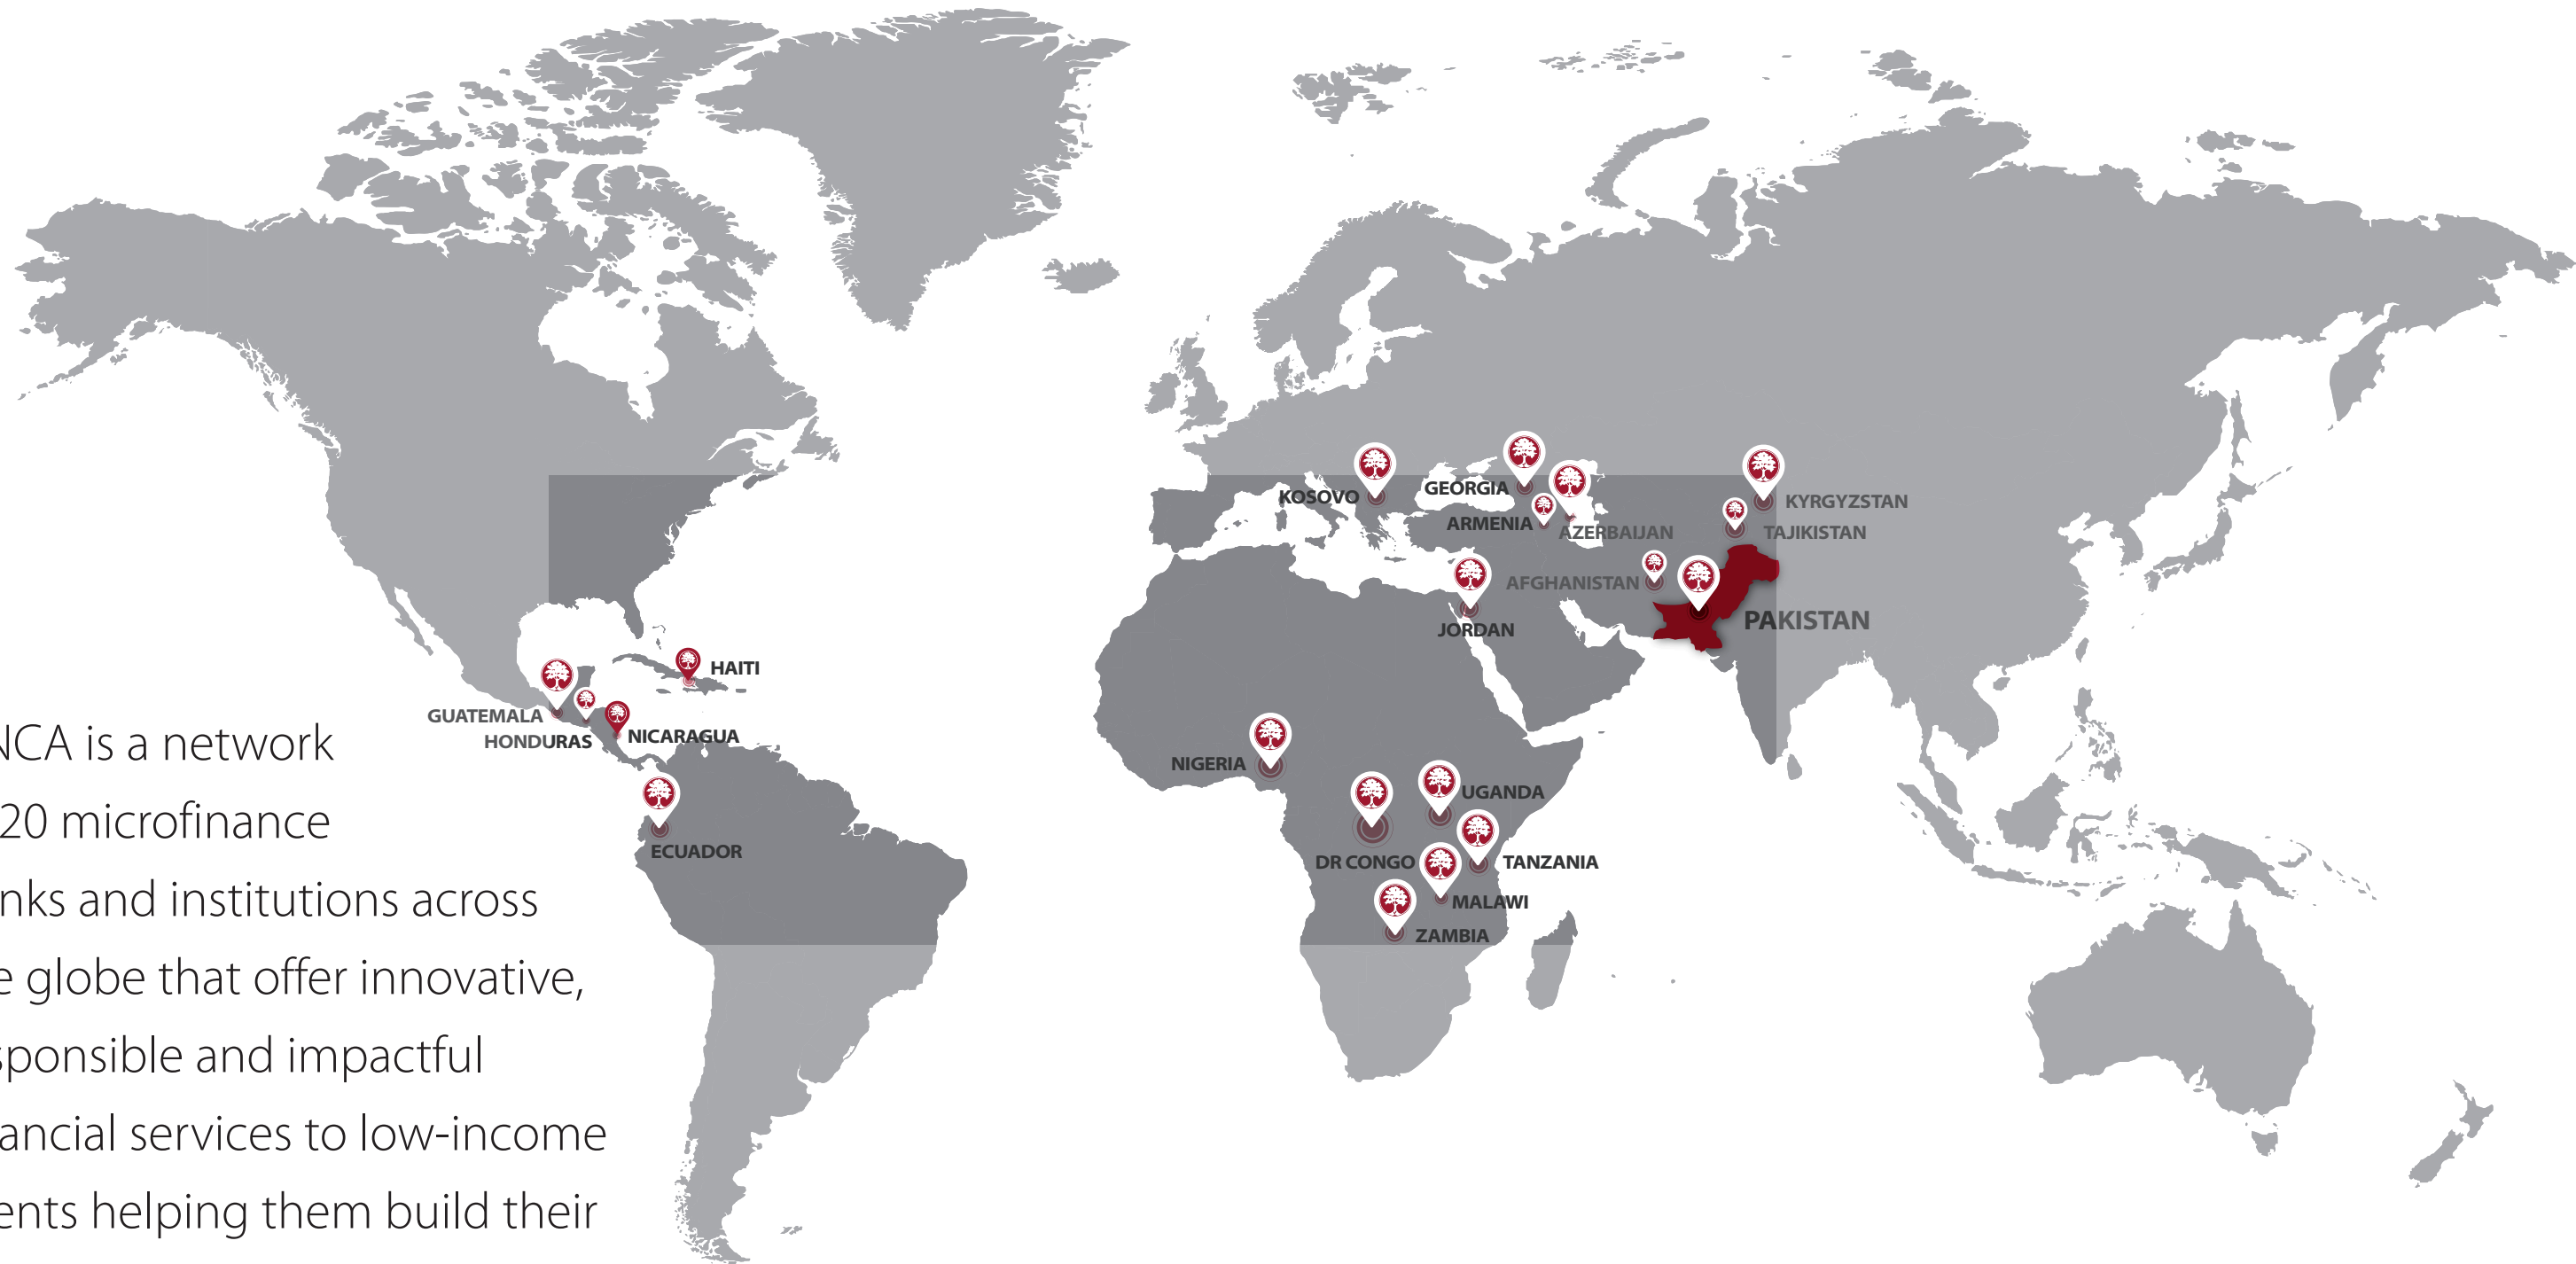 KOSOVO
GEORGIA
ARMENIA
AZERBAIJAN
KYRGYZSTAN
TAJIKISTAN
AFGHANISTAN
PAKISTAN
JORDAN
HAITI
GUATEMALA
HONDURAS
NICARAGUA
ECUADOR
NIGERIA
UGANDA
DR CONGO
TANZANIA
MALAWI
ZAMBIA
NCA is a network
20 microfinance
nks and institutions across
e globe that offer innovative,
sponsible and impactful
ancial services to low-income
ents helping them build their